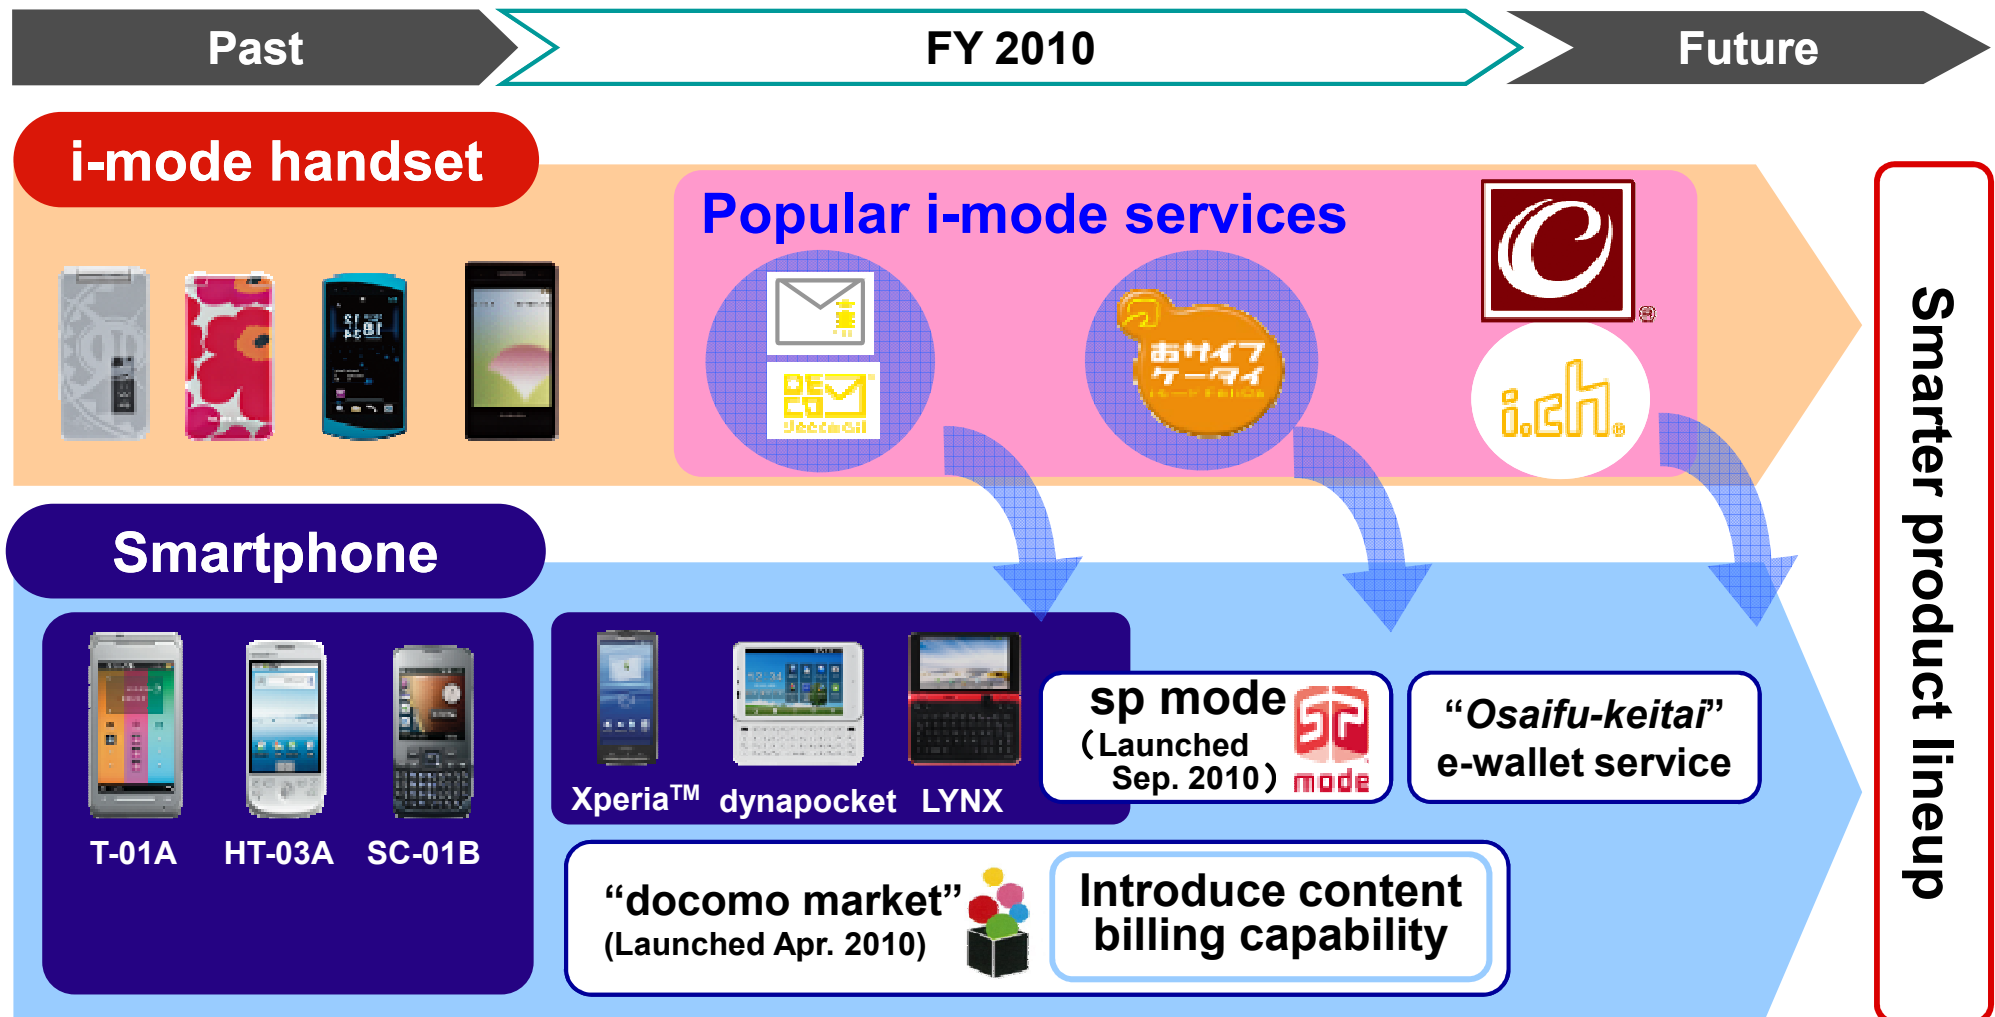 Past
FY 2010
Future
i-mode handset
Popular i-mode services
DE
CO
おサイフ
ケータイ
i.ch.
Smartphone
T-01A
HT-03A
SC-01B
Xperia™
dynapocket
LYNX
sp mode
（Launched
Sep. 2010）
SP
mode
“Osaifu-keitai”
e-wallet service
“docomo market”
(Launched Apr. 2010)
Introduce content
billing capability
Smarter product lineup